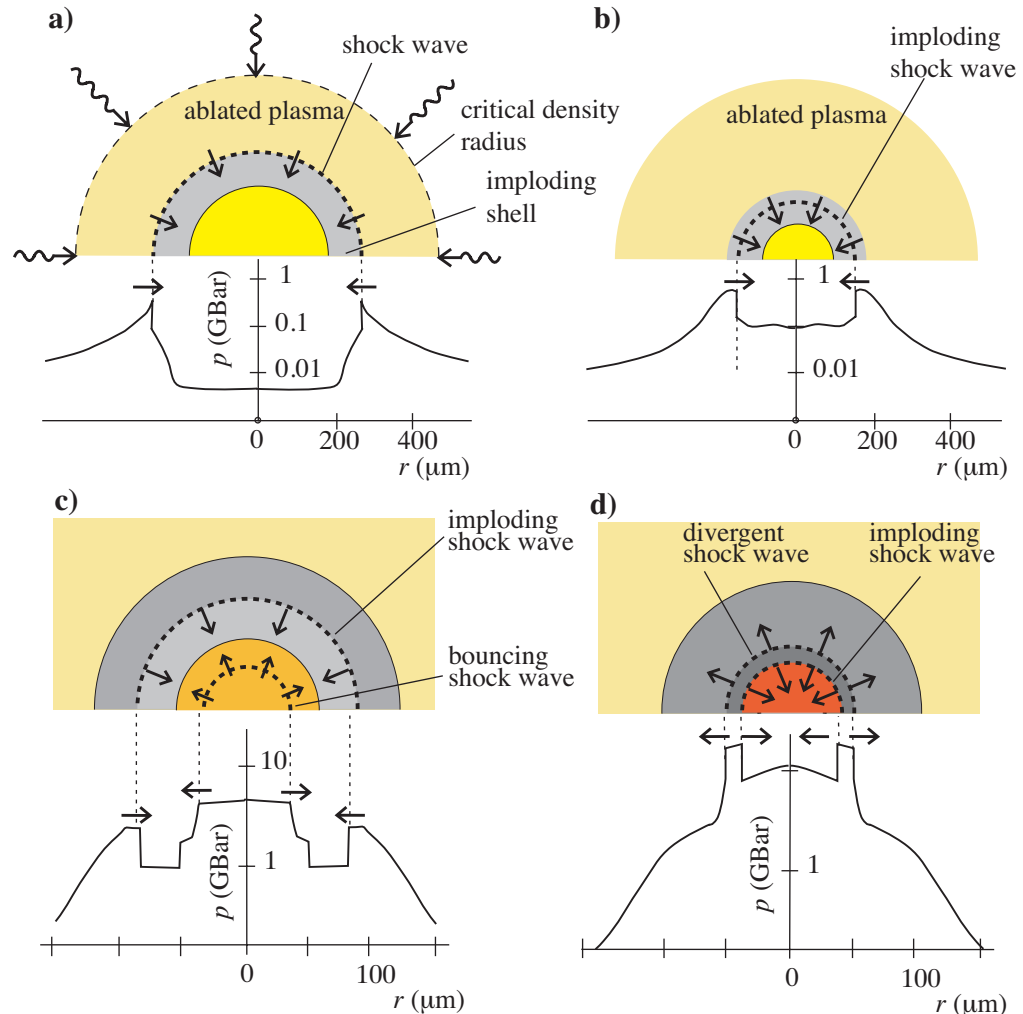 a)
shock wave
ablated plasma
critical density
radius
imploding
shell
1
0.1
0.01
p (GBar)
0
200
400
r (μm)
b)
imploding
shock wave
ablated plasma
1
0.01
0
200
400
r (μm)
c)
imploding
shock wave
bouncing
shock wave
10
1
p (GBar)
0
100
r (μm)
d)
divergent
shock wave
imploding
shock wave
1
p (GBar)
0
100
r (μm)